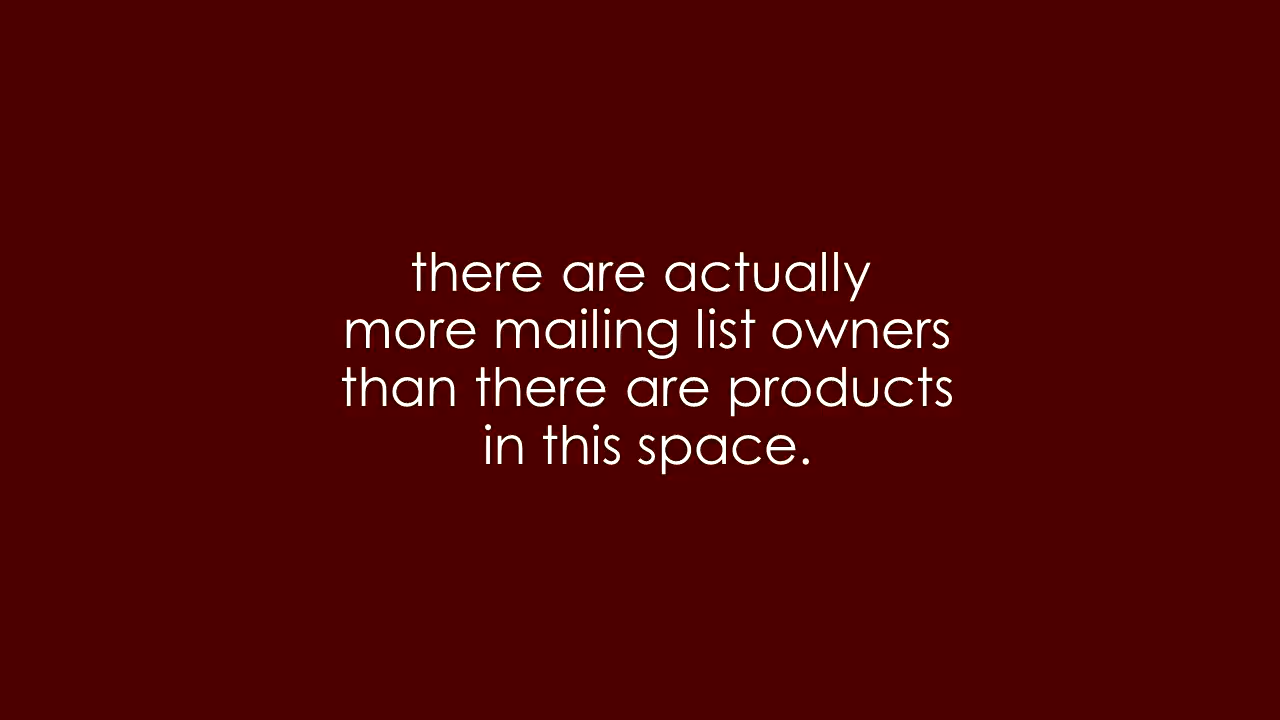 there are actually
more mailing list owners
than there are products
in this space.